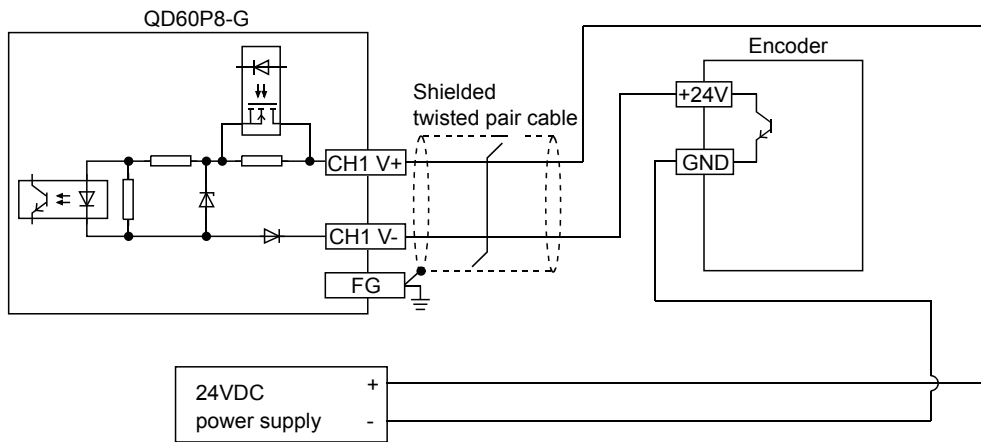 QD60P8-G
Encoder
Shielded
twisted pair cable
+24V
CH1 V+
GND
CH1 V-
FG
24VDC
power supply
+
-